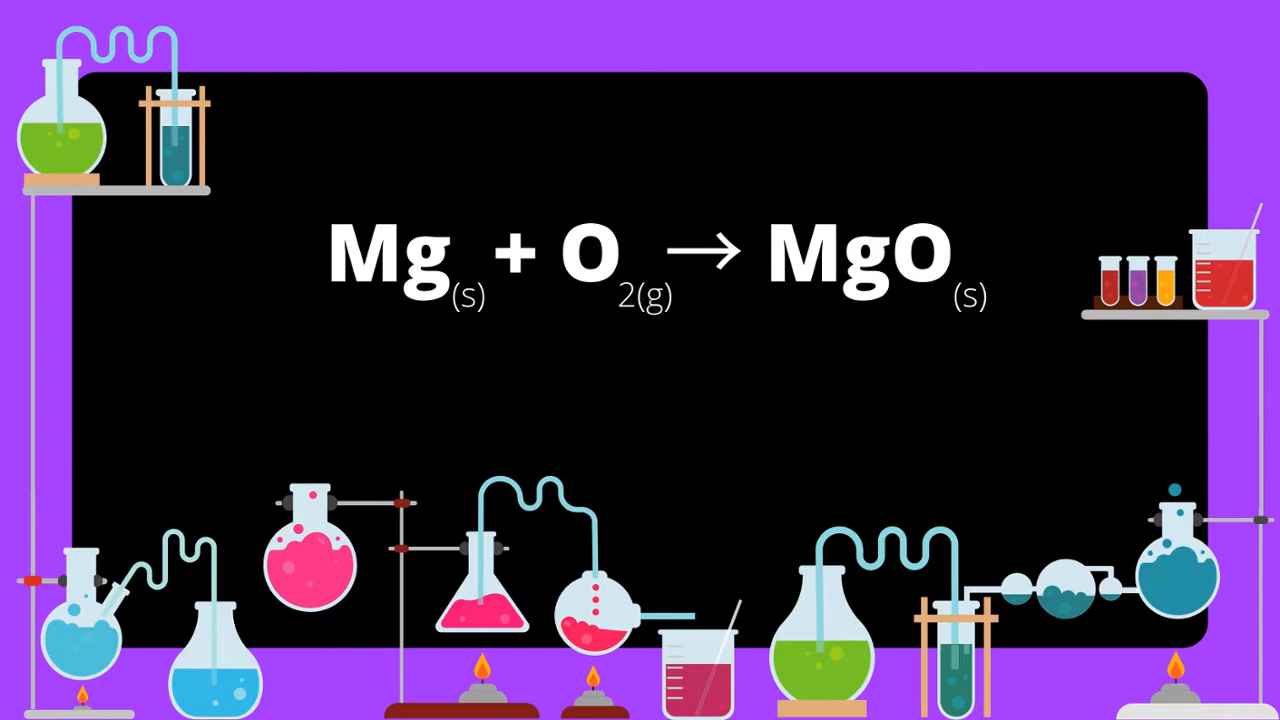 Mg(s) + O2(g) → MgO(s)